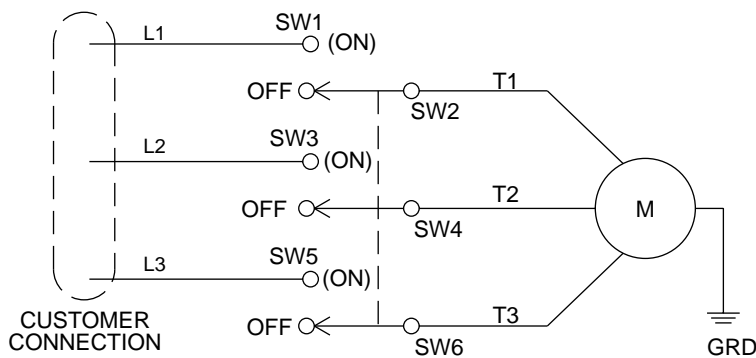 SW1
L1
(ON)
OFF
T1
SW2
SW3
L2
(ON)
T2
M
OFF
SW4
SW5
L3
(ON)
T3
CUSTOMER
CONNECTION
OFF
SW6
GRD